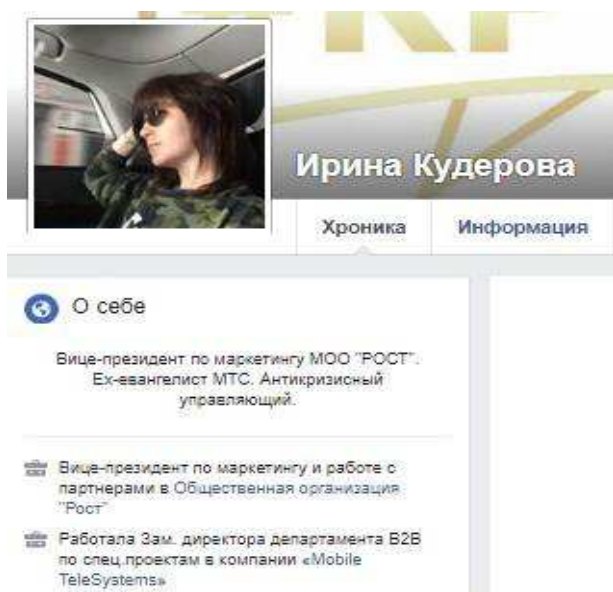 Ирина Кудерова
Хроника
Информация
О себе
Вице-президент по маркетингу МОО "РОСТ".
Ех-евангелист МТС. Антикризисный
управляющий.
Вице-президент по маркетингу и работе с
партнерами в Общественная организация
"Рост"
Работала Зам. директора департамента B2B
по спец.проектам в компании «Mobile
TeleSystems»